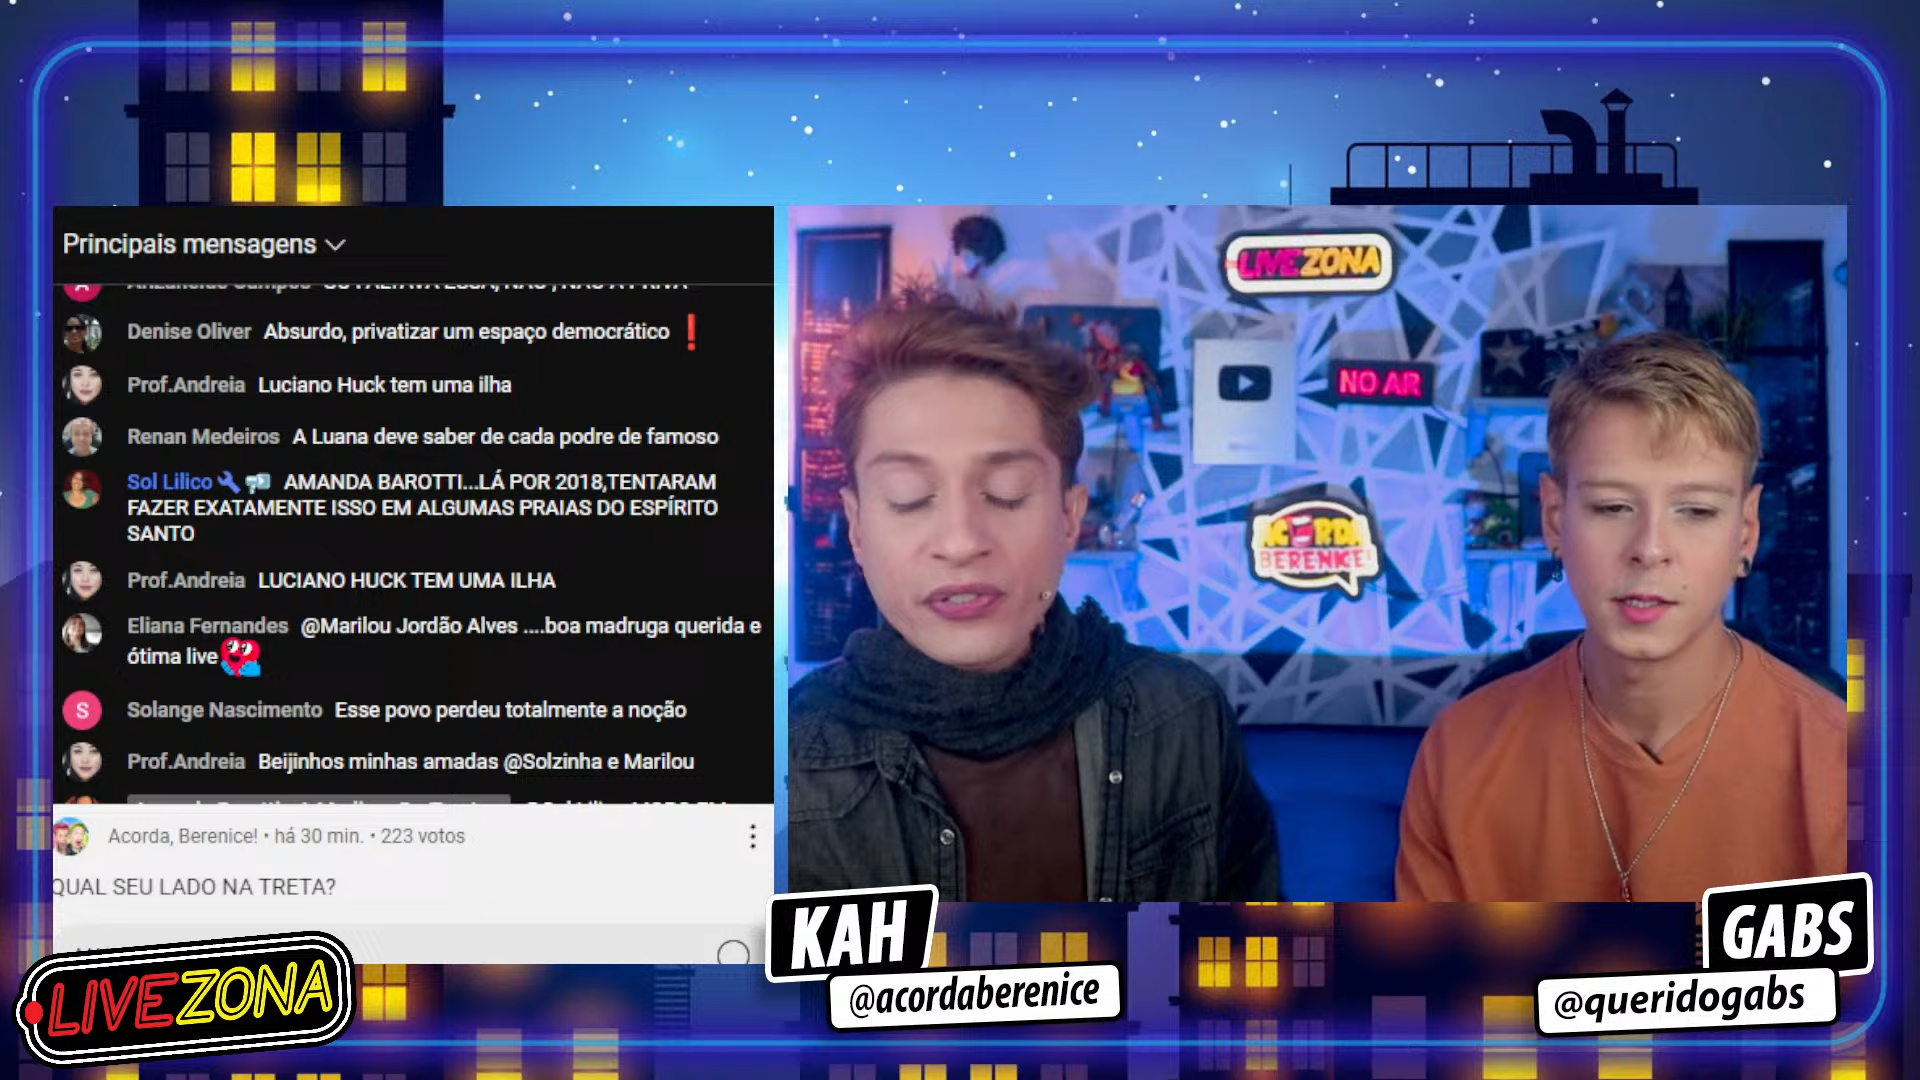 Principais mensagens
Denise Oliver Absurdo, privatizar um espaço democrático ❗
Prof.Andreia Luciano Huck tem uma ilha
Renan Medeiros A Luana deve saber de cada podre de famoso
Sol Lilico AMANDA BAROTTI...LÁ POR 2018,TENTARAM
FAZER EXATAMENTE ISSO EM ALGUMAS PRAIAS DO ESPÍRITO
SANTO
Prof.Andreia LUCIANO HUCK TEM UMA ILHA
Eliana Fernandes @Marilou Jordão Alves ....boa madruga querida e
ótima live
S
Solange Nascimento Esse povo perdeu totalmente a noção
Prof.Andreia Beijinhos minhas amadas @Solzinha e Marilou
Acorda, Berenice! • há 30 min. • 223 votos
QUAL SEU LADO NA TRETA?
LIVEZONA
LIVEZONA
NO AR
ACORDA
BERENICE!
KAH
@acordaberenice
GABS
@queridogabs